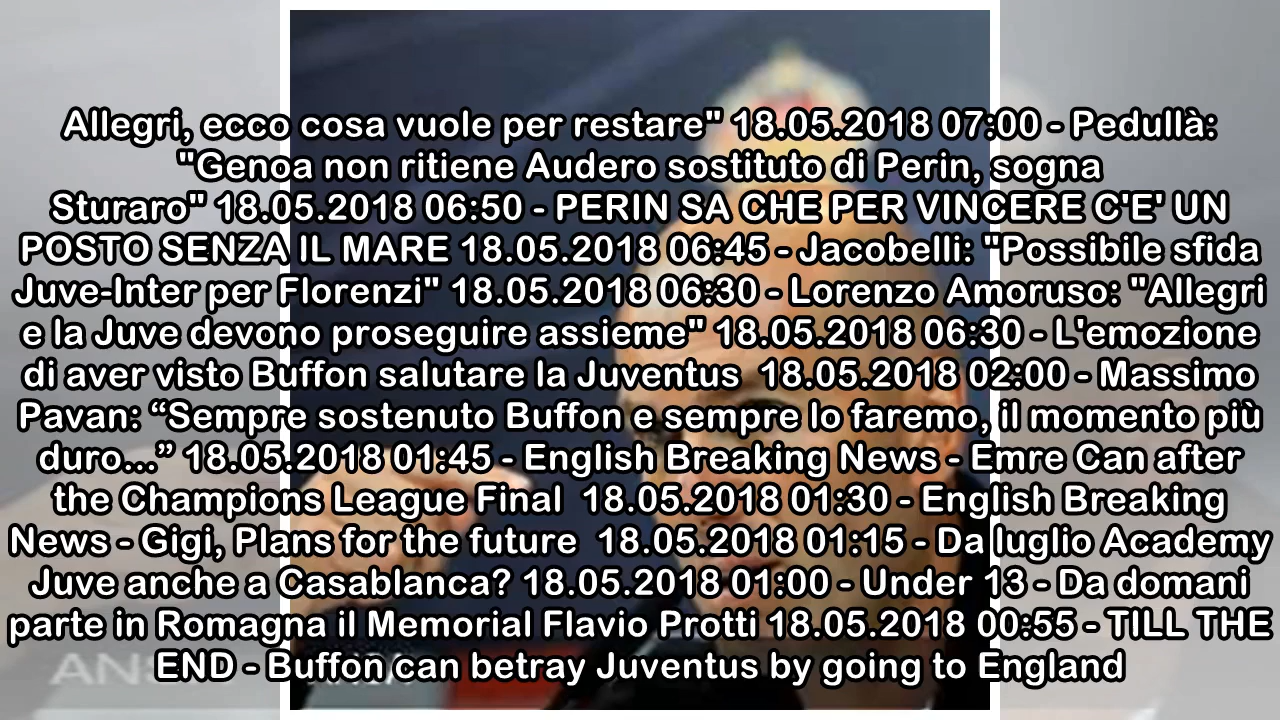 Allegri, ecco cosa vuole per restare" 18.05.2018 07:00 - Pedullà:
"Genoa non ritiene Audero sostituto di Perin, sogna
Sturaro" 18.05.2018 06:50 - PERIN SA CHE PER VINCERE C'E' UN
POSTO SENZA IL MARE 18.05.2018 06:45 - Jacobelli: "Possibile sfida
Juve-Inter per Florenzi" 18.05.2018 06:30 - Lorenzo Amoruso: "Allegri
e la Juve devono proseguire assieme" 18.05.2018 06:30 - L'emozione
di aver visto Buffon salutare la Juventus  18.05.2018 02:00 - Massimo
Pavan: “Sempre sostenuto Buffon e sempre lo faremo, il momento più
duro...” 18.05.2018 01:45 - English Breaking News - Emre Can after
the Champions League Final  18.05.2018 01:30 - English Breaking
News - Gigi, Plans for the future  18.05.2018 01:15 - Da luglio Academy
Juve anche a Casablanca? 18.05.2018 01:00 - Under 13 - Da domani
parte in Romagna il Memorial Flavio Protti 18.05.2018 00:55 - TILL THE
END - Buffon can betray Juventus by going to England